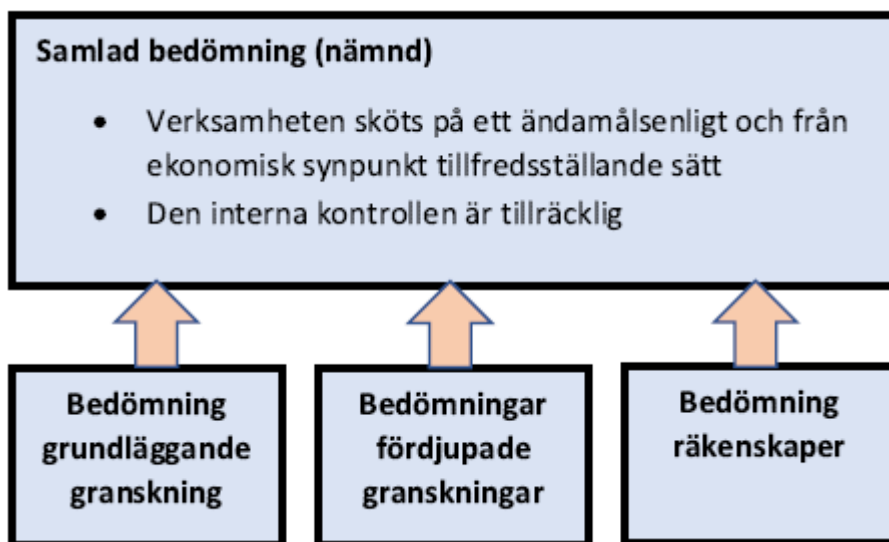 Samlad bedömning (nämnd)
• Verksamheten sköts på ett ändamålsenligt och från
ekonomisk synpunkt tillfredsställande sätt
• Den interna kontrollen är tillräcklig
Bedömning
grundläggande
granskning
Bedömningar
fördjupade
granskningar
Bedömning
räkenskaper